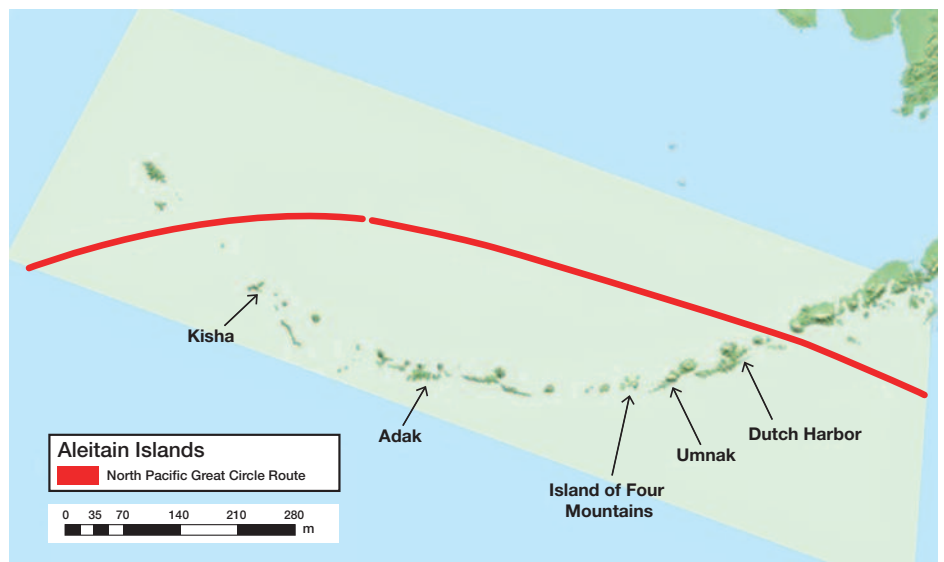 Kisha
Adak
Dutch Harbor
Umnak
Island of Four
Mountains
Aleitain Islands
North Pacific Great Circle Route
0 35 70 140 210 280
m